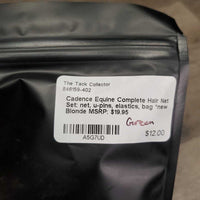 The Tack Collector
848159-402
Cadence Equine Complete Hair Net
Set: net, u-pins, elastics, bag *new
Blonde MSRP: $19.95
German
A5G7UD
$12.00